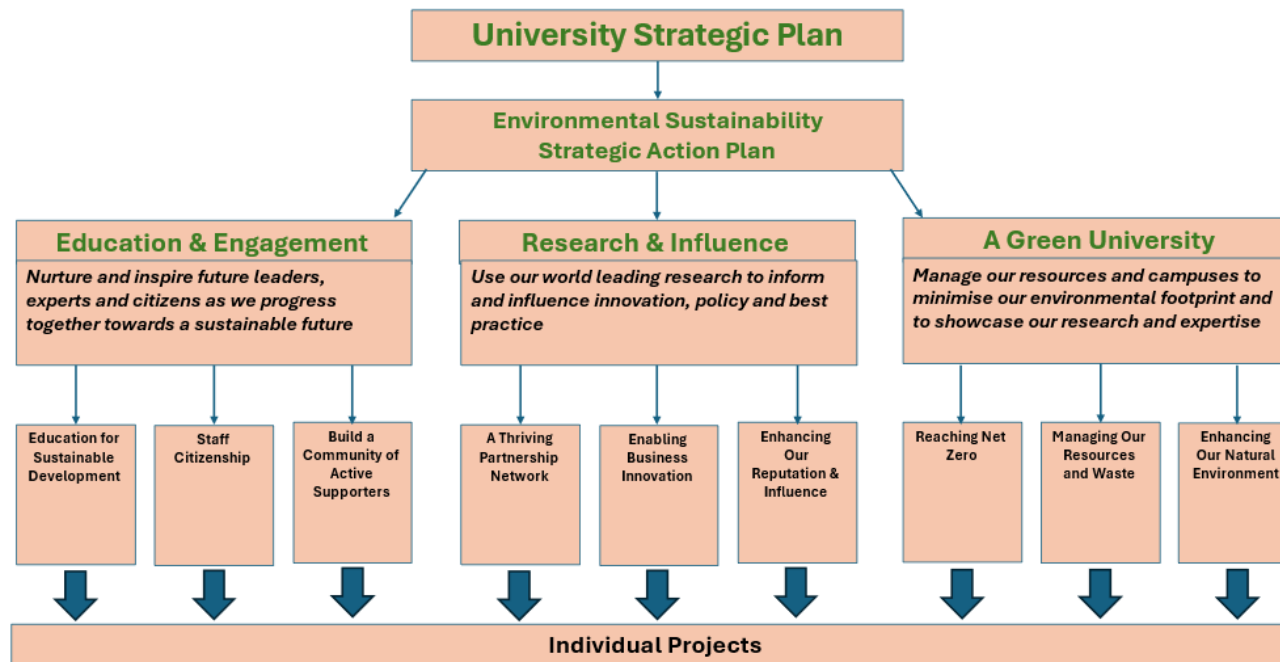 University Strategic Plan
Environmental Sustainability
Strategic Action Plan
Education & Engagement
Nurture and inspire future leaders,
experts and citizens as we progress
together towards a sustainable future
Research & Influence
Use our world leading research to inform
and influence innovation, policy and best
practice
A Green University
Manage our resources and campuses to
minimise our environmental footprint and
to showcase our research and expertise
Education for
Sustainable
Development
Staff
Citizenship
Build a
Community of
Active
Supporters
A Thriving
Partnership
Network
Enabling
Business
Innovation
Enhancing
Our
Reputation &
Influence
Reaching Net
Zero
Managing Our
Resources
and Waste
Enhancing
Our Natural
Environment
Individual Projects